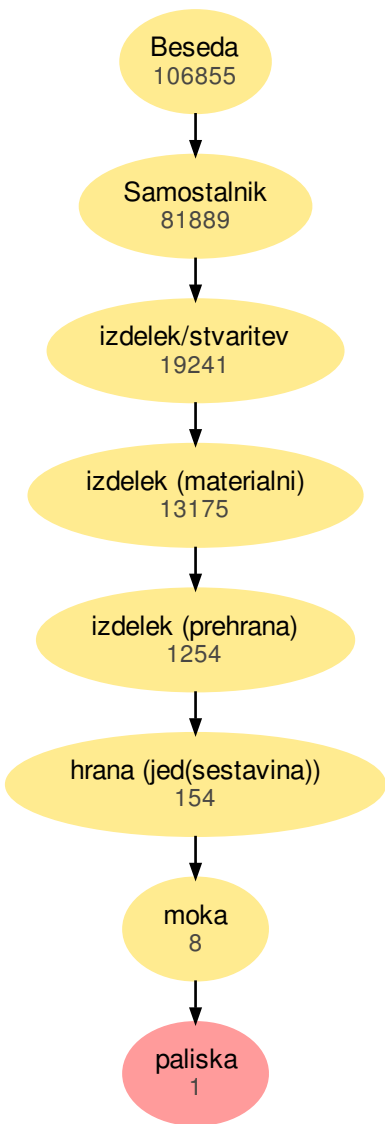 Beseda
106855
Samostalnik
81889
izdelek/stvaritev
19241
izdelek (materialni)
13175
izdelek (prehrana)
1254
hrana (jed(sestavina))
154
moka
8
paliska
1